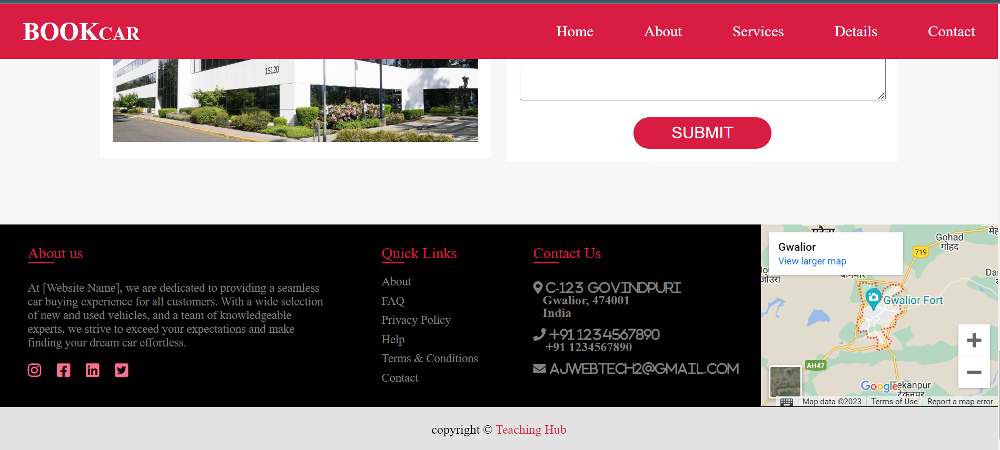 BOOKCAR
Home
About
Services
Details
Contact
15120
SUBMIT
About us
At [Website Name], we are dedicated to providing a seamless
car buying experience for all customers. With a wide selection
of new and used vehicles, and a team of knowledgeable
experts, we strive to exceed your expectations and make
finding your dream car effortless.
Quick Links
About
FAQ
Privacy Policy
Help
Terms & Conditions
Contact
Contact Us
C-123 GOVINDPURI
Gwalior, 474001
India
+91 1234567890
+91 1234567890
AJWEBTECH2@GMAIL.COM
Gwalior
View larger map
Gohad
गोहद
719
जोउरा
Gwalior Fort
AH47
Google
Tekanpur
टेकनपुर
Map data ©2023
Terms of Use
Report a map error
copyright © Teaching Hub